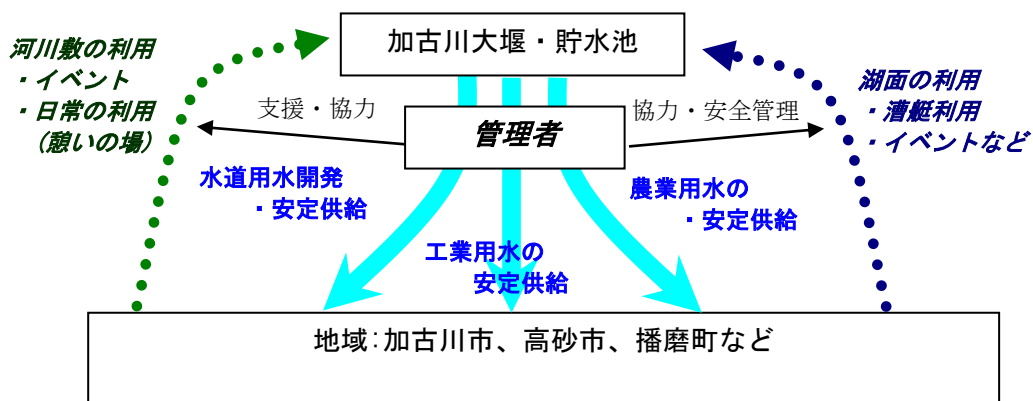 加古川大堰・貯水池
河川敷の利用
・イベント
・日常の利用
（憩いの場）
湖面の利用
・漕艇利用
・イベントなど
支援・協力
管理者
協力・安全管理
水道用水開発
・安定供給
農業用水の
・安定供給
工業用水の
安定供給
地域:加古川市、高砂市、播磨町など